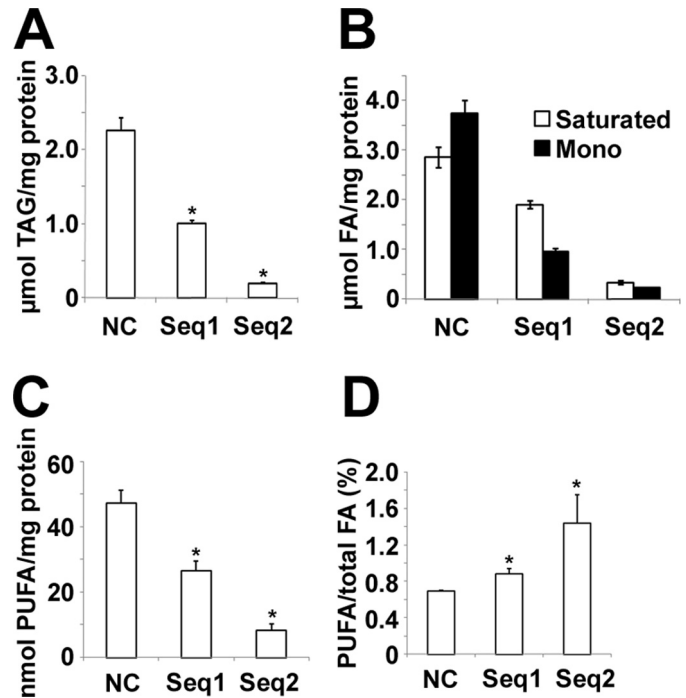 A
µmol TAG/mg protein
3.0
2.0
1.0
0
*
*
NC Seq1 Seq2
B
µmol FA/mg protein
4.0
3.0
2.0
1.0
0
Saturated
Mono
NC Seq1 Seq2
C
nmol PUFA/mg protein
60
40
20
0
*
*
NC Seq1 Seq2
D
PUFA/total FA (%)
2.0
1.6
1.2
0.8
0.4
0
*
*
NC Seq1 Seq2